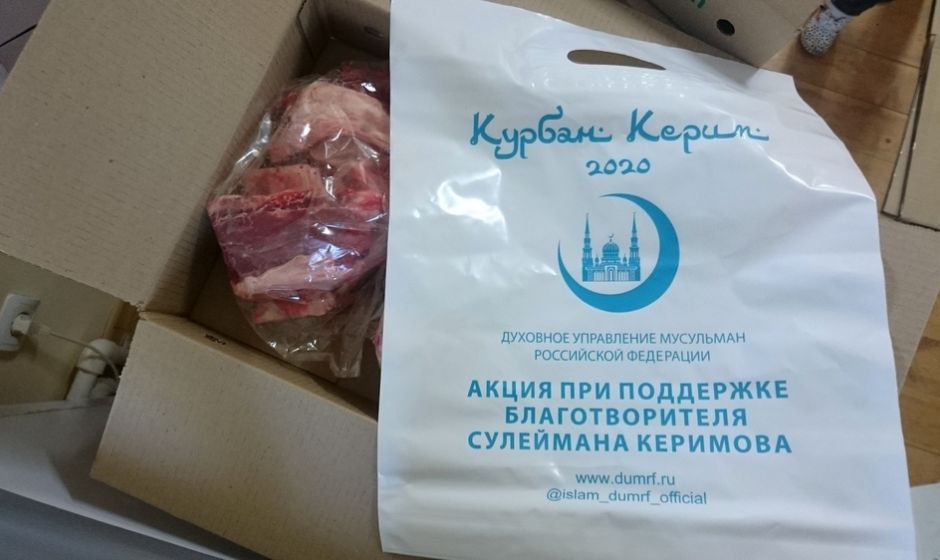 Курбан Керим
2020
ДУХОВНОЕ УПРАВЛЕНИЕ МУСУЛЬМАН
РОССИЙСКОЙ ФЕДЕРАЦИИ
АКЦИЯ ПРИ ПОДДЕРЖКЕ
БЛАГОТВОРИТЕЛЯ
СУЛЕЙМАНА КЕРИМОВА
www.dumrf.ru
@islam_dumrf_official